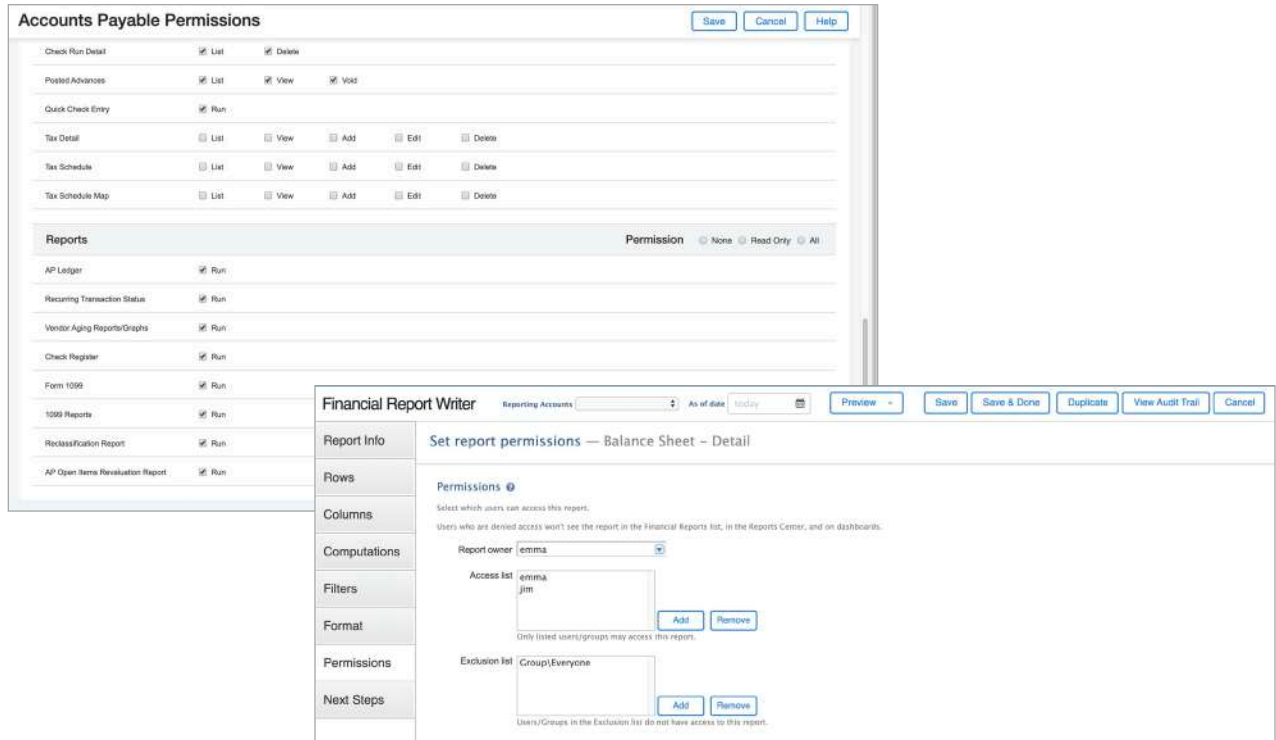 Accounts Payable Permissions Save Cancel Help
Check Run Detail List Delete
Posted Advances List View Void
Quick Check Entry Run
Tax Detail List View Add Edit Delete
Tax Schedule List View Add Edit Delete
Tax Schedule Map List View Add Edit Delete
Reports Permission None Read Only All
AP Ledger Run
Recurring Transaction Status Run
Vendor Aging Reports/Graphs Run
Check Register Run
Form 1099 Run
1099 Reports Run
Reclassification Report Run
AP Open Items Revaluation Report Run
Financial Report Writer Reporting Accounts As of date today Preview Save Save & Done Duplicate View Audit Trail Cancel
Report Info
Rows
Columns
Computations
Filters
Format
Permissions
Next Steps
Set report permissions — Balance Sheet – Detail
Permissions ?
Select which users can access this report.
Users who are denied access won't see the report in the Financial Reports list, in the Reports Center, and on dashboards.
Report owner emma
Access list emma
jim
Add Remove
Only listed users/groups may access this report.
Exclusion list Group\Everyone
Add Remove
Users/Groups in the Exclusion list do not have access to this report.